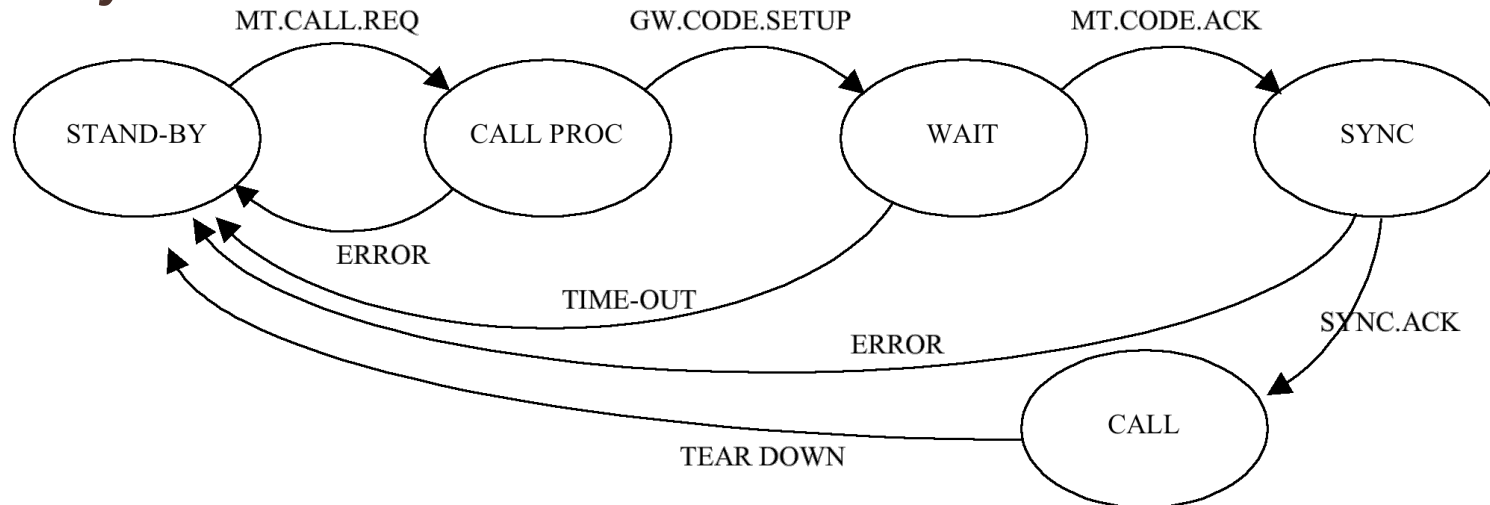 MT.CALL.REQ
GW.CODE.SETUP
MT.CODE.ACK
STAND-BY
CALL PROC
WAIT
SYNC
ERROR
TIME-OUT
SYNC.ACK
ERROR
CALL
TEAR DOWN